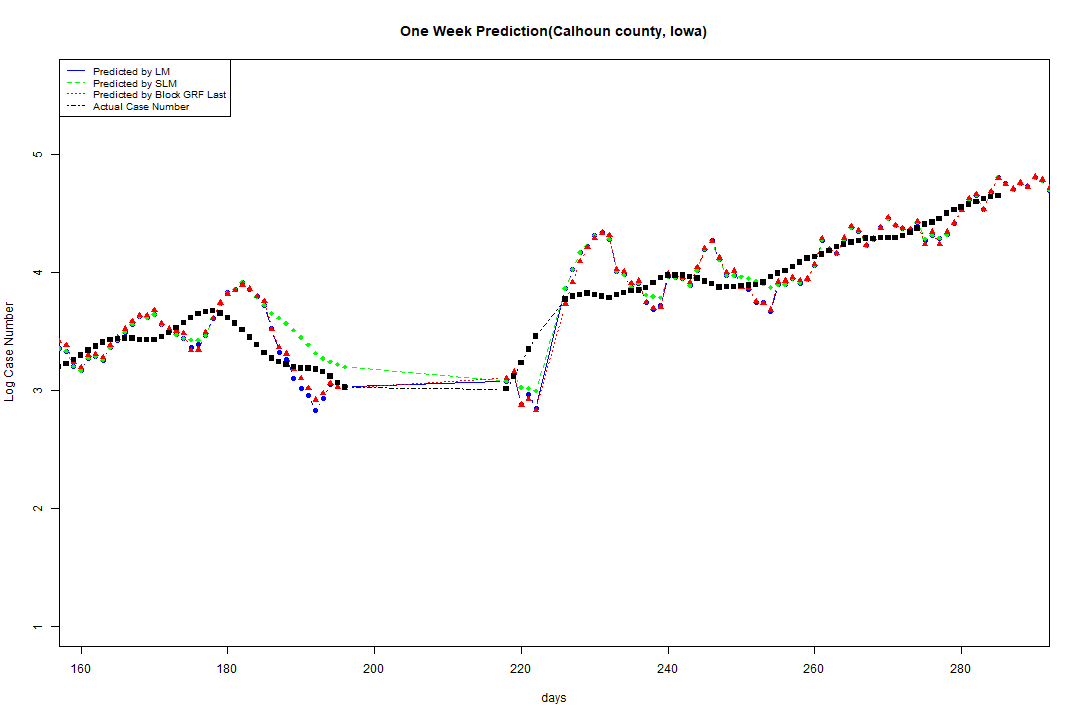 One Week Prediction(Calhoun county, Iowa)
Predicted by LM
Predicted by SLM
Predicted by Block GRF Last
Actual Case Number
5
4
3
2
1
Log Case Number
160 180 200 220 240 260 280
days